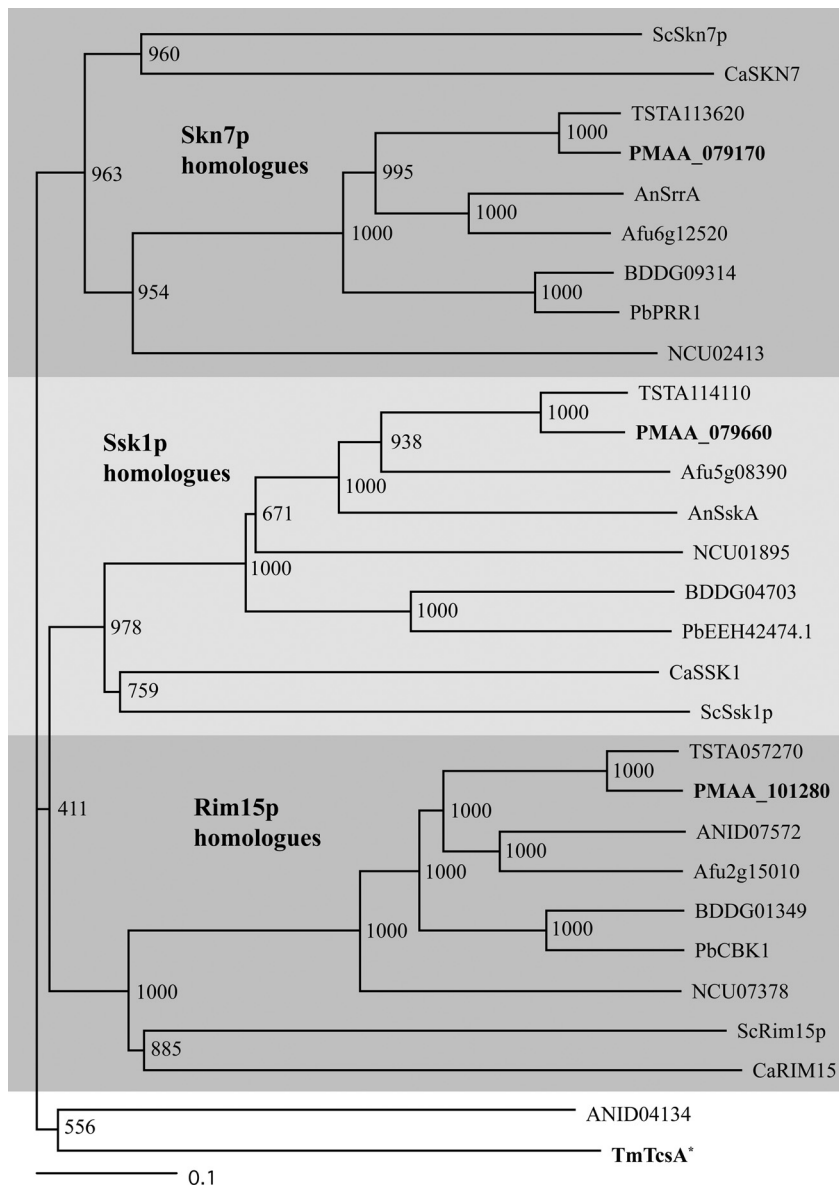 ScSkn7p
960
CaSKN7
TSTA113620
Skn7p
homologues
1000
PMAA_079170
963
995
AnSrrA
1000
1000
Afu6g12520
BDDG09314
954
1000
PbPRR1
NCU02413
TSTA114110
Ssk1p
homologues
1000
PMAA_079660
938
Afu5g08390
1000
AnSskA
671
NCU01895
1000
BDDG04703
1000
978
PbEEH42474.1
CaSSK1
759
ScSsk1p
TSTA057270
1000
PMAA_101280
411
Rim15p
homologues
1000
ANID07572
1000
1000
Afu2g15010
BDDG01349
1000
1000
PbCBK1
1000
NCU07378
ScRim15p
885
CaRIM15
ANID04134
556
TmTcsA*
0.1